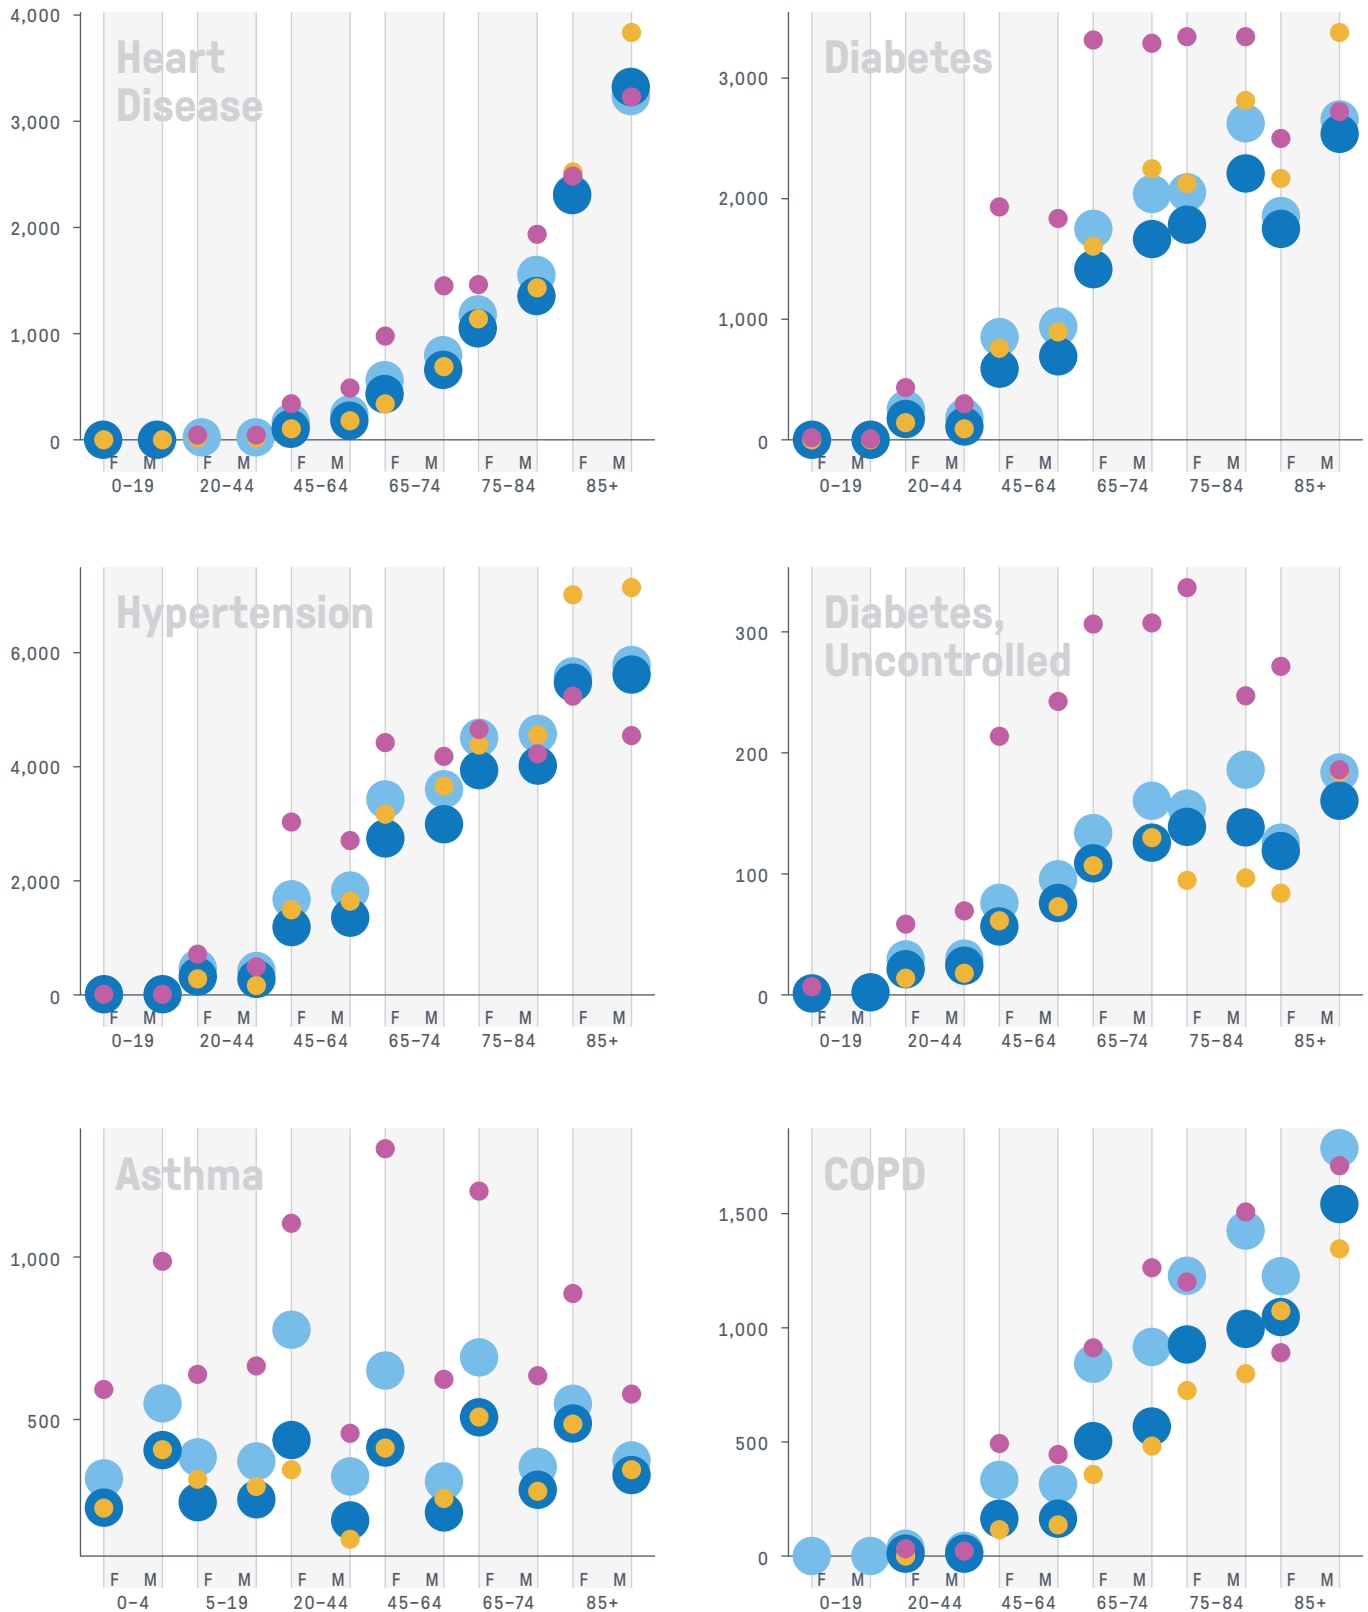 Heart
Disease
4,000
3,000
2,000
1,000
0
F M F M F M F M F M F M
0–19 20–44 45–64 65–74 75–84 85+
Diabetes
3,000
2,000
1,000
0
F M F M F M F M F M F M
0–19 20–44 45–64 65–74 75–84 85+
Hypertension
6,000
4,000
2,000
0
F M F M F M F M F M F M
0–19 20–44 45–64 65–74 75–84 85+
Diabetes,
Uncontrolled
300
200
100
0
F M F M F M F M F M F M
0–19 20–44 45–64 65–74 75–84 85+
Asthma
1,000
500
F M F M F M F M F M F M
0–4 5–19 20–44 45–64 65–74 85+
COPD
1,500
1,000
500
0
F M F M F M F M F M F M
0–19 20–44 45–64 65–74 75–84 85+